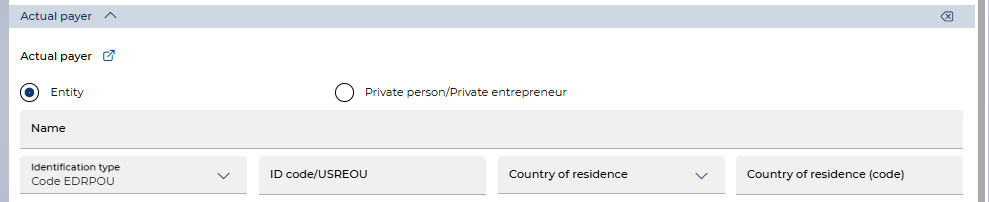 Actual payer
Actual payer
Entity
Private person/Private entrepreneur
Name
Identification type
Code EDRPOU
ID code/USREOU
Country of residence
Country of residence (code)